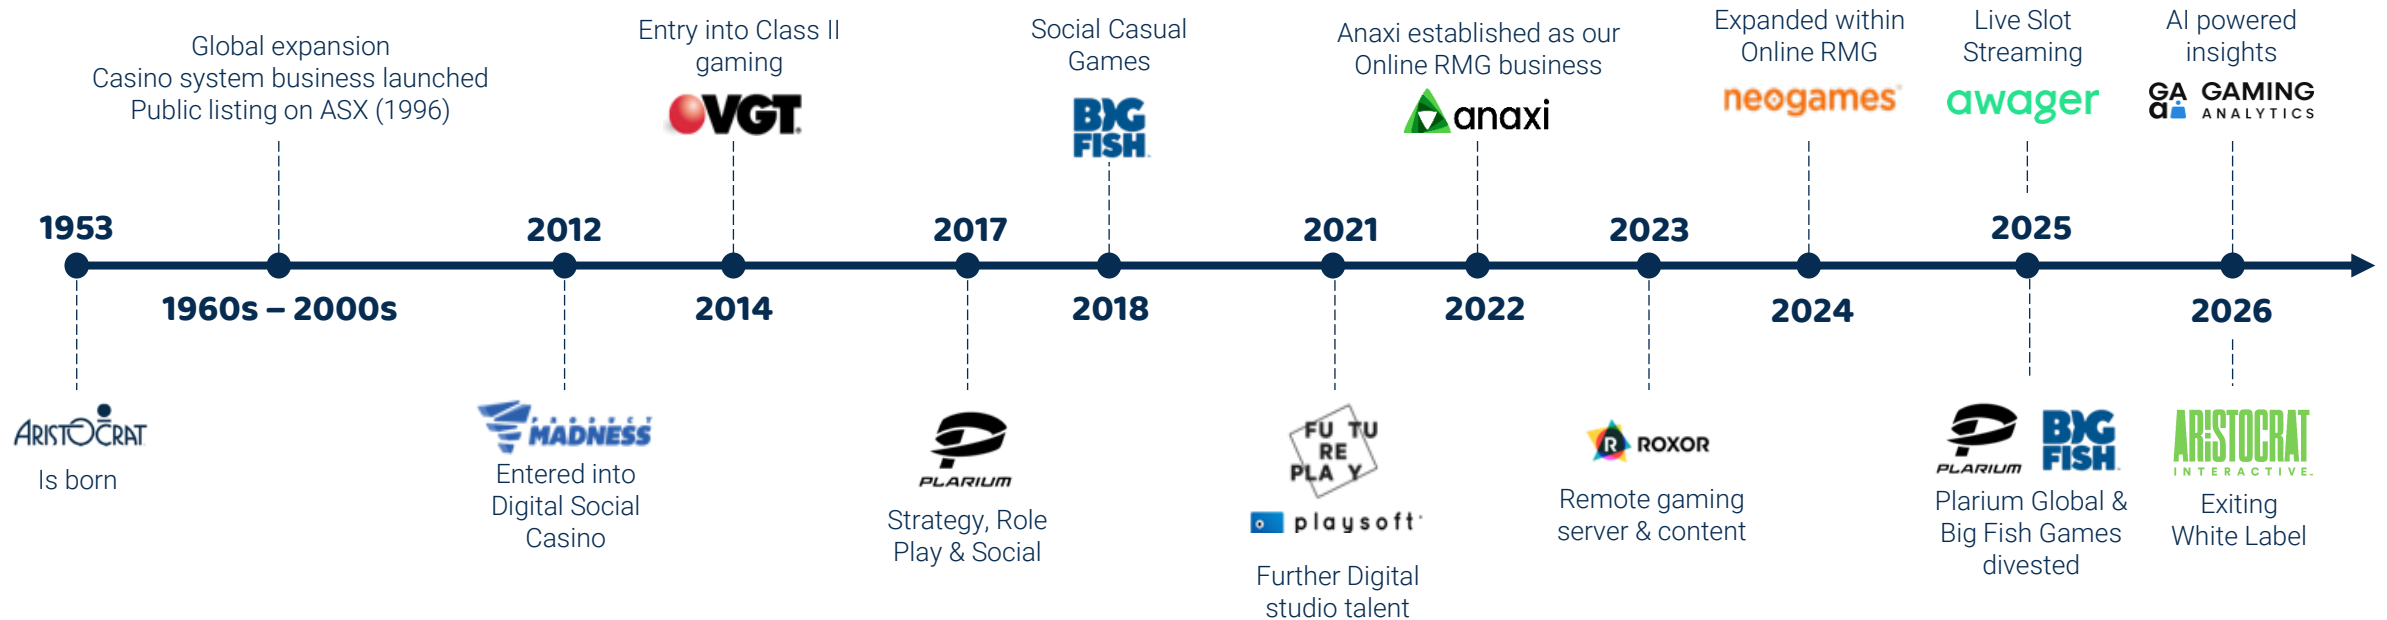 1953
ARISTOCRAT
Is born
Global expansion
Casino system business launched
Public listing on ASX (1996)
1960s – 2000s
2012
PRODUCT
MADNESS
Entered into
Digital Social
Casino
Entry into Class II
gaming
VGT
2014
2017
PLARIUM
Strategy, Role
Play & Social
Social Casual
Games
BIG
FISH
2018
2021
FU TU
RE
PLA Y
playsoft
Further Digital
studio talent
Anaxi established as our
Online RMG business
anaxi
2022
2023
R ROXOR
Remote gaming
server & content
Expanded within
Online RMG
neogames
2024
Live Slot
Streaming
awager
2025
PLARIUM
BIG
FISH
Plarium Global &
Big Fish Games
divested
AI powered
insights
GA
a
GAMING
ANALYTICS
2026
ARISTOCRAT
INTERACTIVE
Exiting
White Label